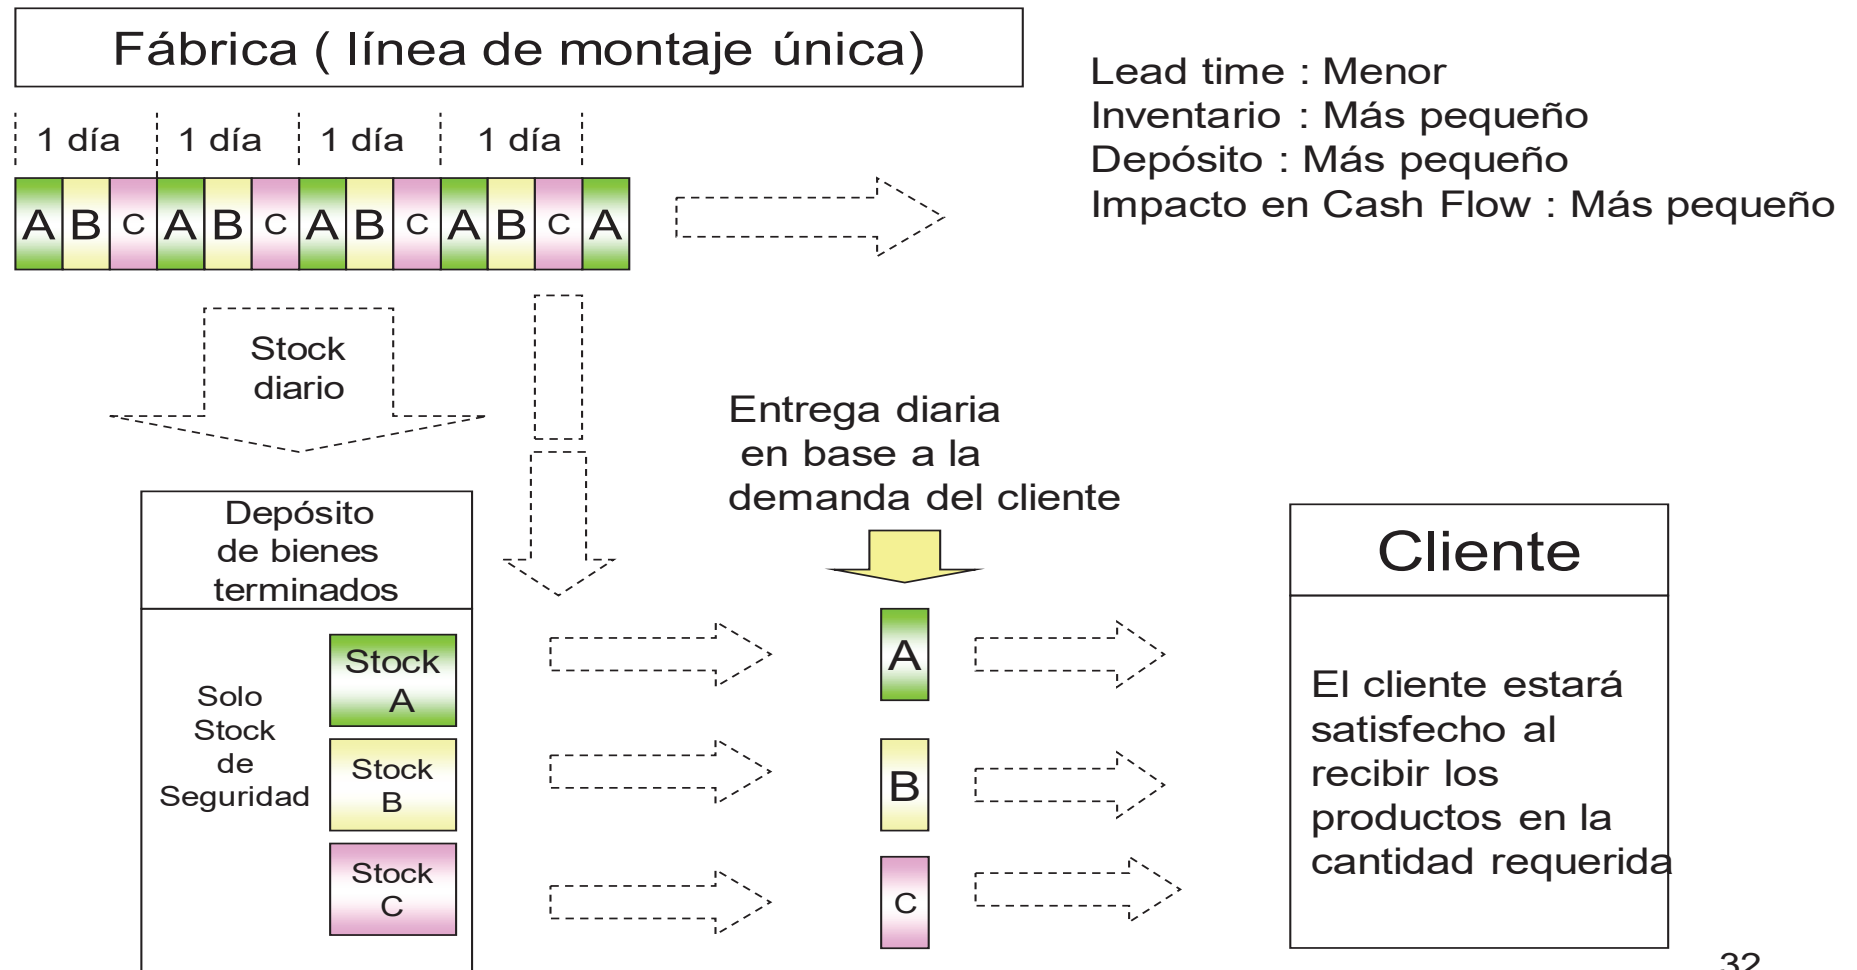 Fábrica ( línea de montaje única)
Lead time : Menor
Inventario : Más pequeño
Depósito : Más pequeño
Impacto en Cash Flow : Más pequeño
1 día 1 día 1 día 1 día
A B C A B C A B C A B C A
Stock
diario
Entrega diaria
en base a la
demanda del cliente
Depósito
de bienes
terminados
Solo
Stock
de
Seguridad
Stock
A
Stock
B
Stock
C
A
B
C
Cliente
El cliente estará
satisfecho al
recibir los
productos en la
cantidad requerida
32